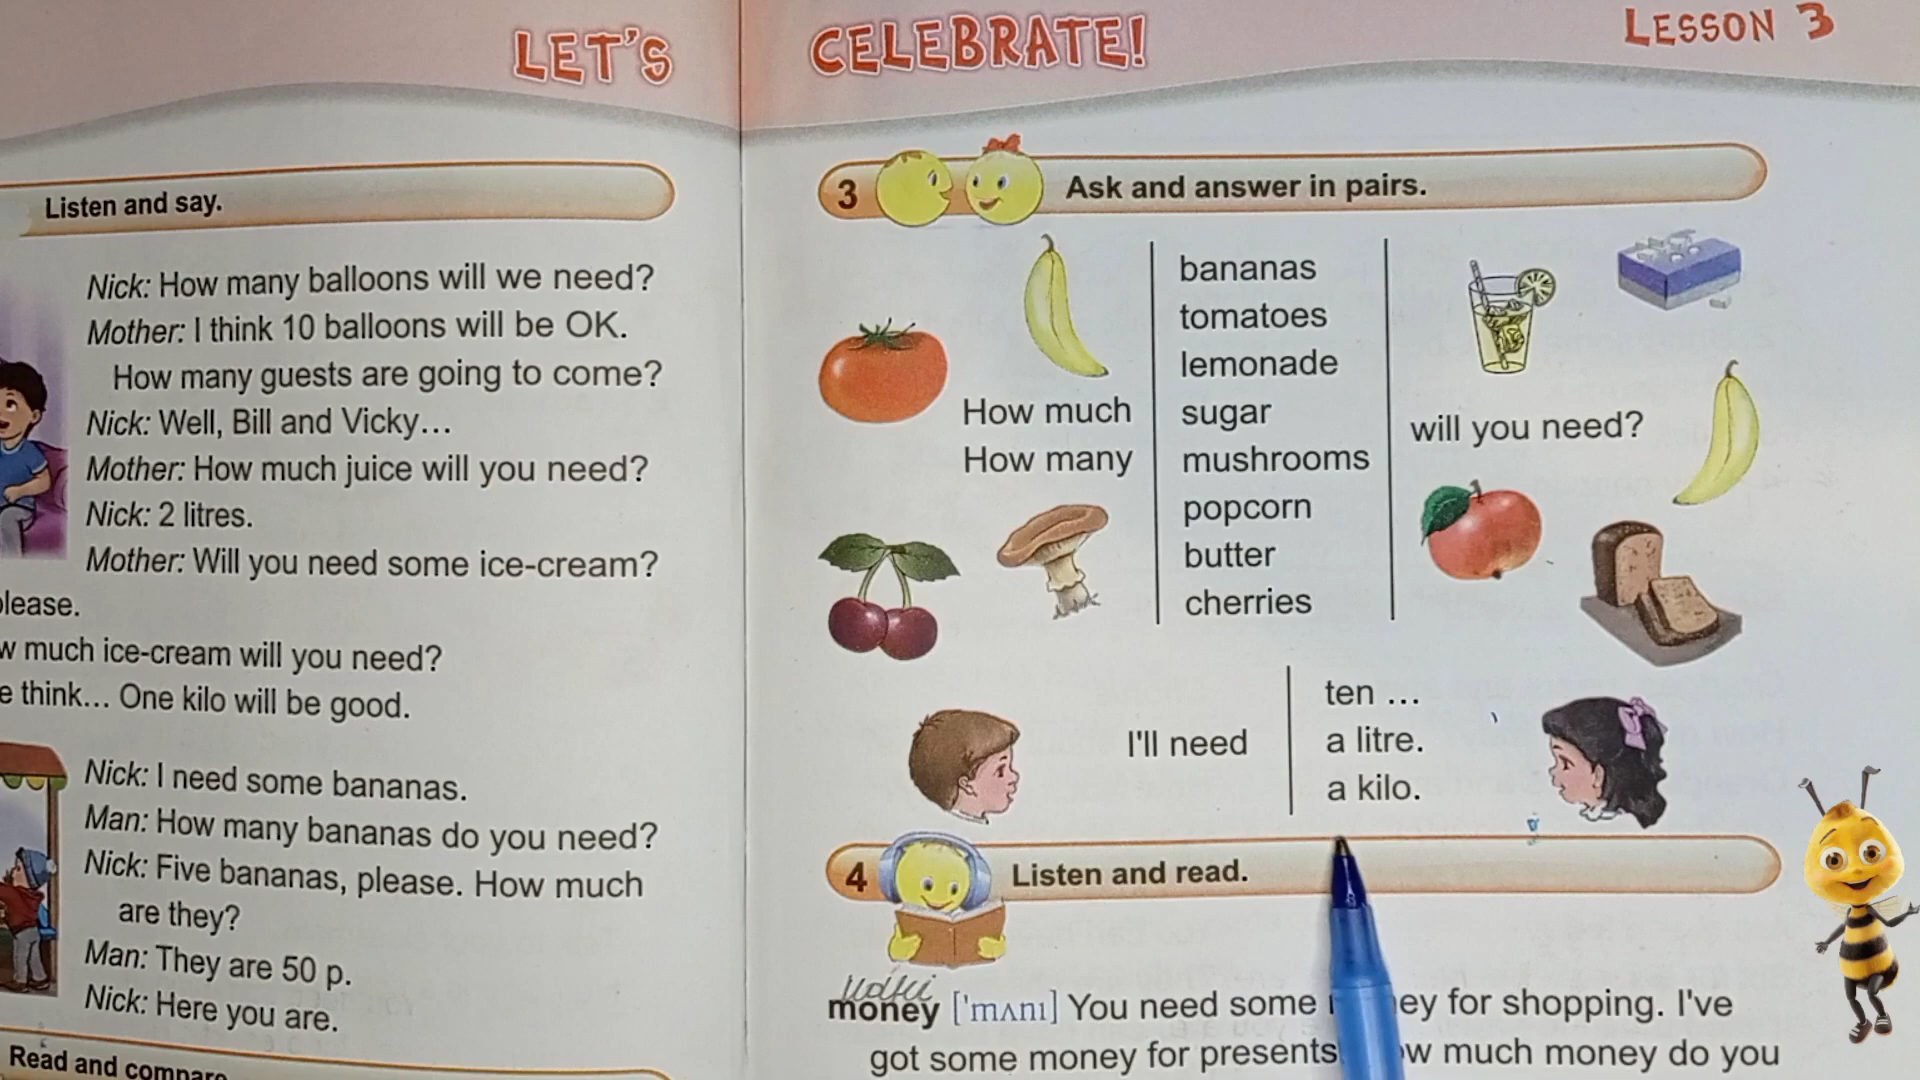 LET'S CELEBRATE!
LESSON 3
Listen and say.
Nick: How many balloons will we need?
Mother: I think 10 balloons will be OK.
How many guests are going to come?
Nick: Well, Bill and Vicky...
Mother: How much juice will you need?
Nick: 2 litres.
Mother: Will you need some ice-cream?
please.
w much ice-cream will you need?
e think... One kilo will be good.
Nick: I need some bananas.
Man: How many bananas do you need?
Nick: Five bananas, please. How much
are they?
Man: They are 50 p.
Nick: Here you are.
Read and compare
3 Ask and answer in pairs.
How much
How many
bananas
tomatoes
lemonade
sugar
mushrooms
popcorn
butter
cherries
will you need?
I'll need
ten ...
a litre.
a kilo.
4 Listen and read.
money ['mʌnı] You need some ey for shopping. I've
got some money for presents w much money do you